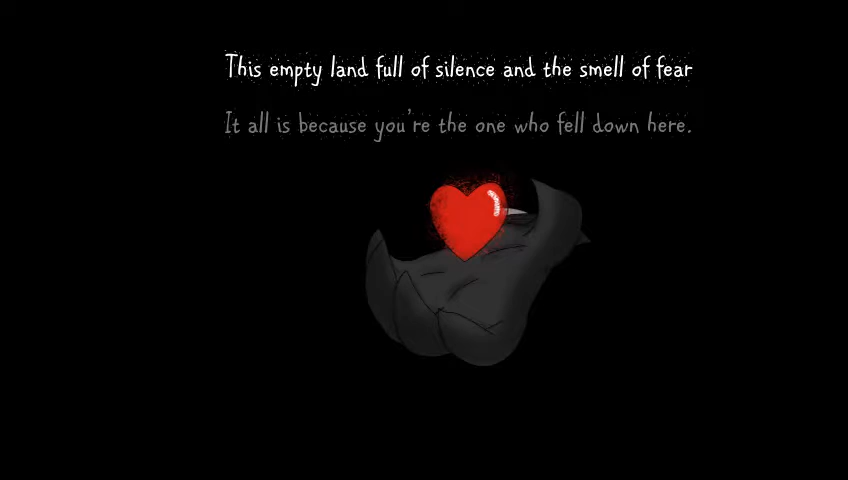 This empty land full of silence and the smell of fear
It all is because you're the one who fell down here.